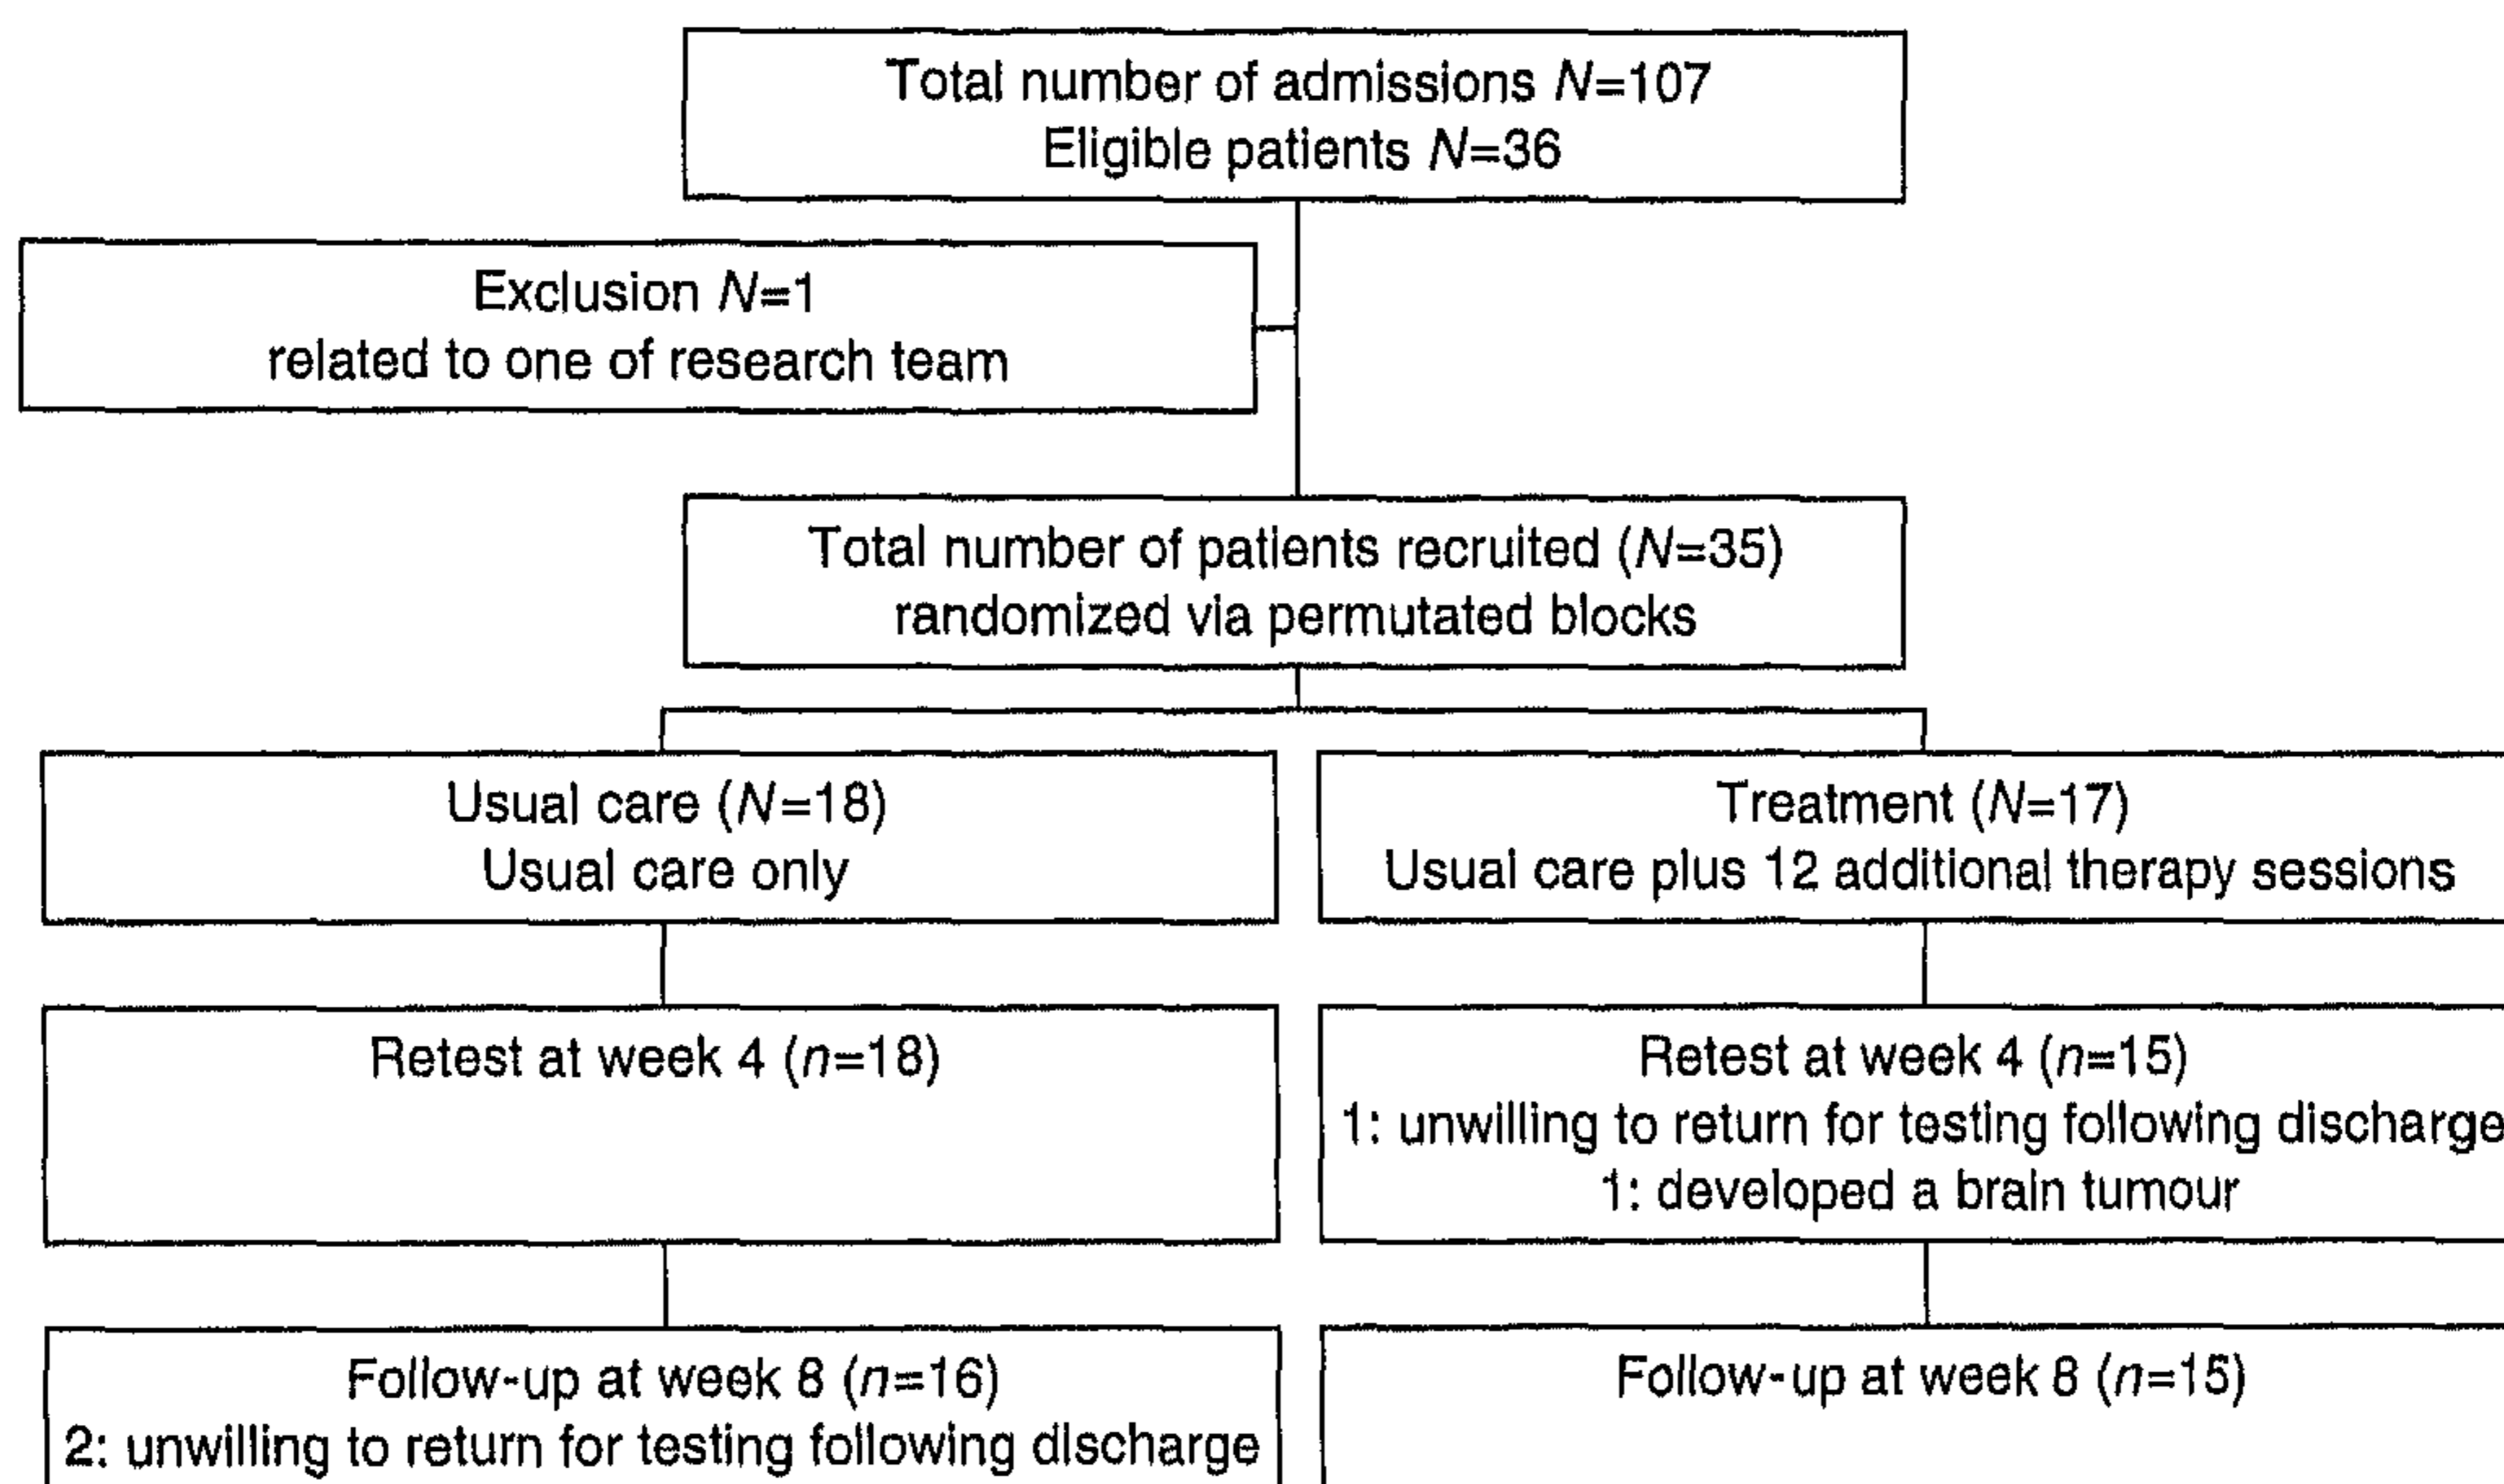 Total number of admissions N=107
Eligible patients N=36
Exclusion N=1
related to one of research team
Total number of patients recruited (N=35)
randomized via permutated blocks
Usual care (N=18)
Usual care only
Treatment (N=17)
Usual care plus 12 additional therapy sessions
Retest at week 4 (n=18)
Retest at week 4 (n=15)
1: unwilling to return for testing following discharge
1: developed a brain tumour
Follow-up at week 8 (n=16)
2: unwilling to return for testing following discharge
Follow-up at week 8 (n=15)